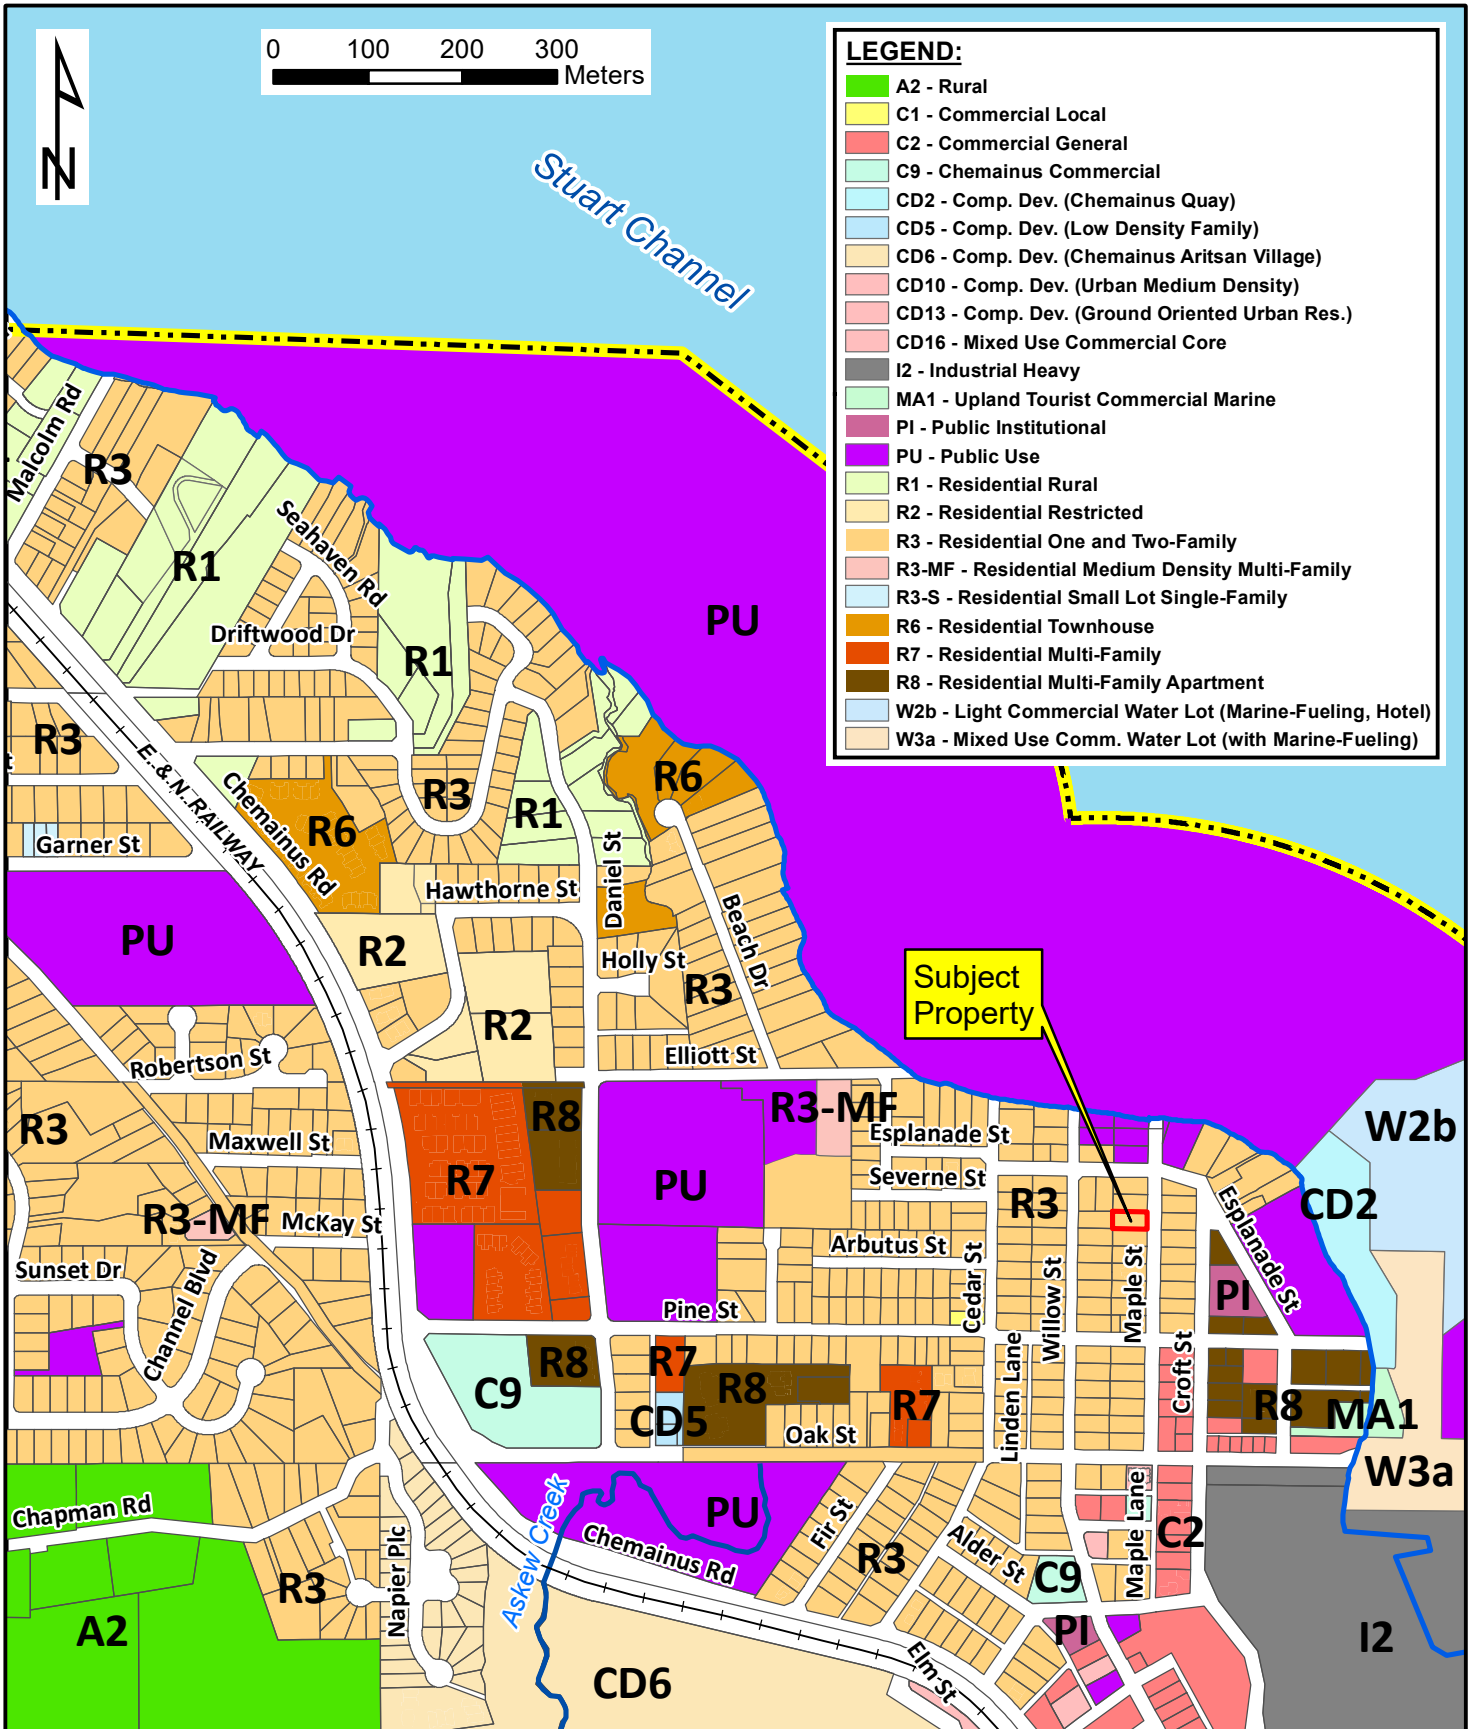 0 100 200 300
Meters
N
LEGEND:
A2 - Rural
C1 - Commercial Local
C2 - Commercial General
C9 - Chemainus Commercial
CD2 - Comp. Dev. (Chemainus Quay)
CD5 - Comp. Dev. (Low Density Family)
CD6 - Comp. Dev. (Chemainus Aritsan Village)
CD10 - Comp. Dev. (Urban Medium Density)
CD13 - Comp. Dev. (Ground Oriented Urban Res.)
CD16 - Mixed Use Commercial Core
I2 - Industrial Heavy
MA1 - Upland Tourist Commercial Marine
PI - Public Institutional
PU - Public Use
R1 - Residential Rural
R2 - Residential Restricted
R3 - Residential One and Two-Family
R3-MF - Residential Medium Density Multi-Family
R3-S - Residential Small Lot Single-Family
R6 - Residential Townhouse
R7 - Residential Multi-Family
R8 - Residential Multi-Family Apartment
W2b - Light Commercial Water Lot (Marine-Fueling, Hotel)
W3a - Mixed Use Comm. Water Lot (with Marine-Fueling)
Stuart Channel
Malcolm Rd
R3
R1
Seahaven Rd
Driftwood Dr
R1
PU
R3
E. & N. RAILWAY
Chemainus Rd
R6
R3
R1
R6
Garner St
Daniel St
Hawthorne St
Beach Dr
PU
R2
Holly St
R3
R2
Subject
Property
Robertson St
Elliott St
R3
Maxwell St
R8
R7
PU
R3-MF
Esplanade St
Severne St
R3
W2b
CD2
R3-MF
McKay St
Arbutus St
Esplanade St
Sunset Dr
Channel Blvd
Cedar St
Willow St
Maple St
PI
Pine St
Linden Lane
Croft St
C9
R8
R7
R8
CD5
R7
Oak St
R8
MA1
W3a
Chapman Rd
Askew Creek
PU
Chemainus Rd
Fir St
R3
Alder St
Maple Lane
C2
C9
R3
Napier Plc
A2
PI
I2
CD6
Elm St